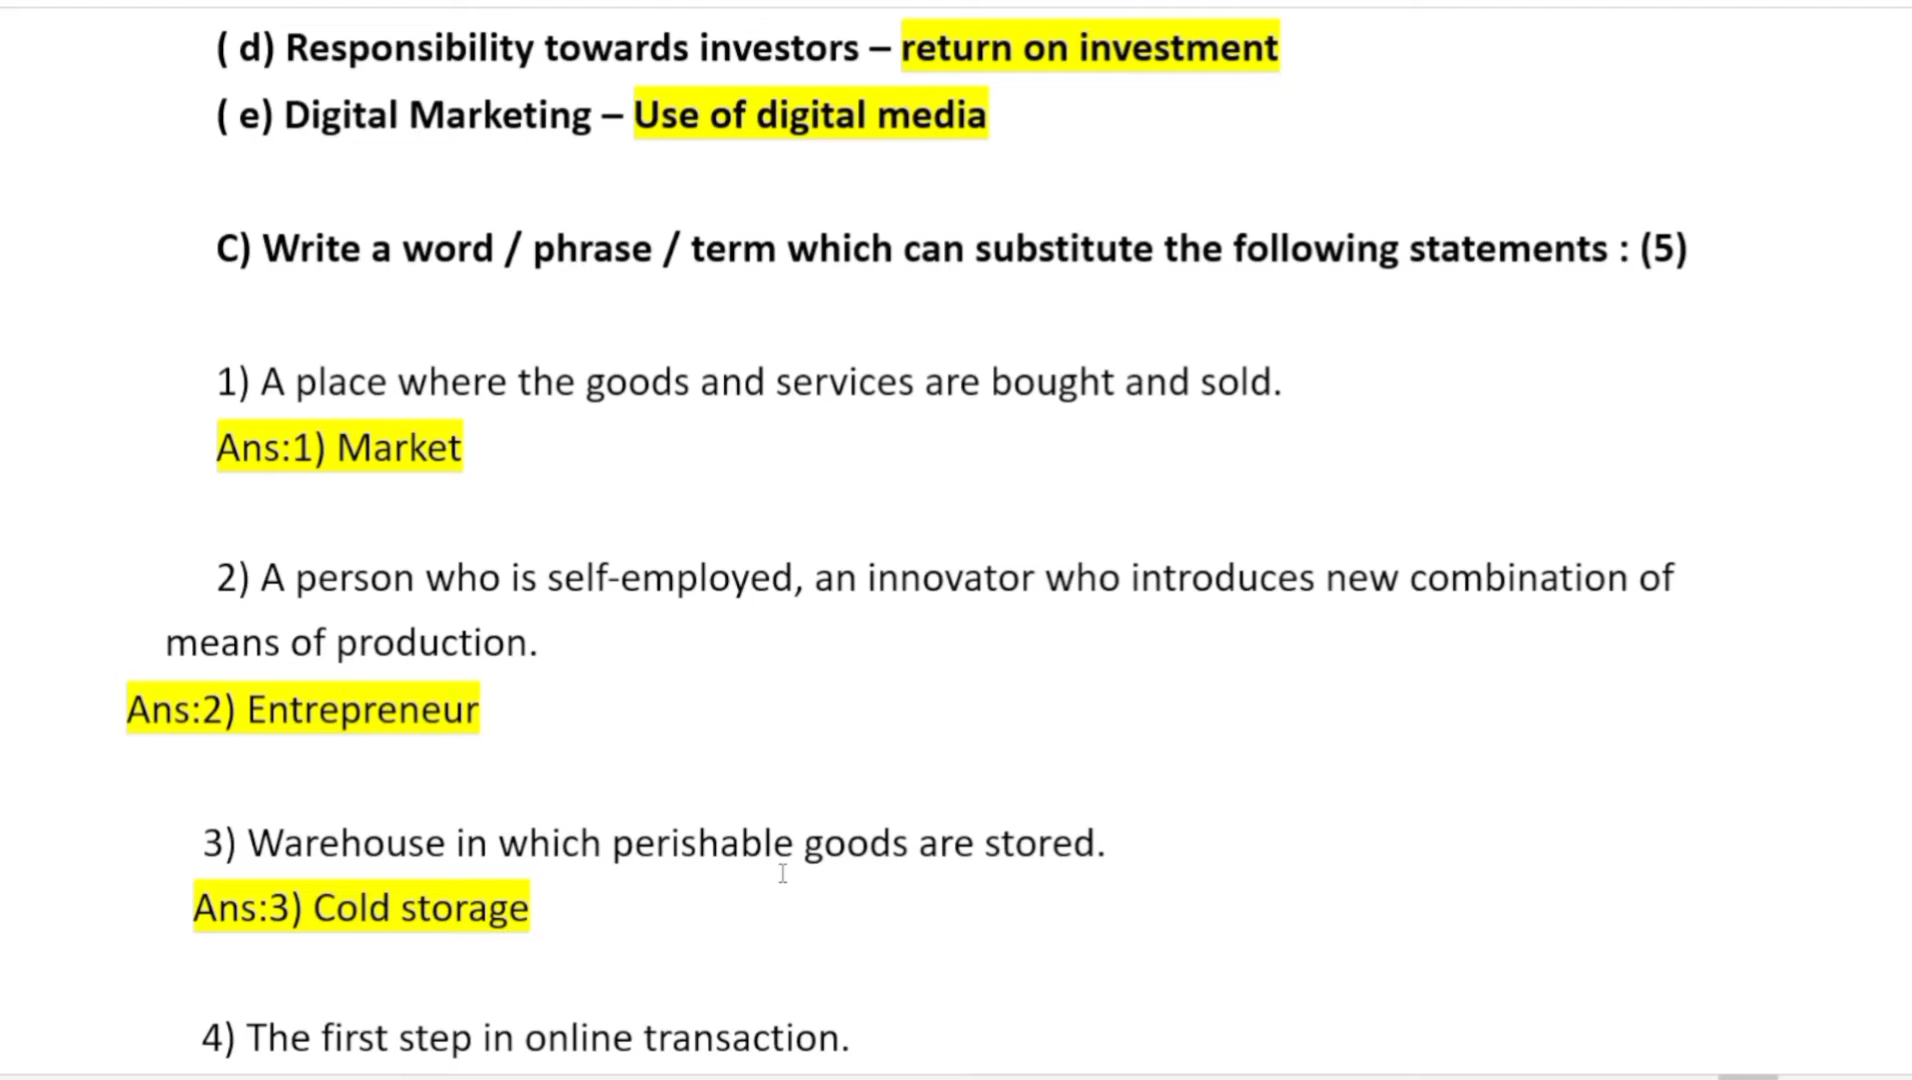 ( d) Responsibility towards investors – return on investment
( e) Digital Marketing – Use of digital media
C) Write a word / phrase / term which can substitute the following statements : (5)
1) A place where the goods and services are bought and sold.
Ans:1) Market
2) A person who is self-employed, an innovator who introduces new combination of
means of production.
Ans:2) Entrepreneur
3) Warehouse in which perishable goods are stored.
Ans:3) Cold storage
4) The first step in online transaction.